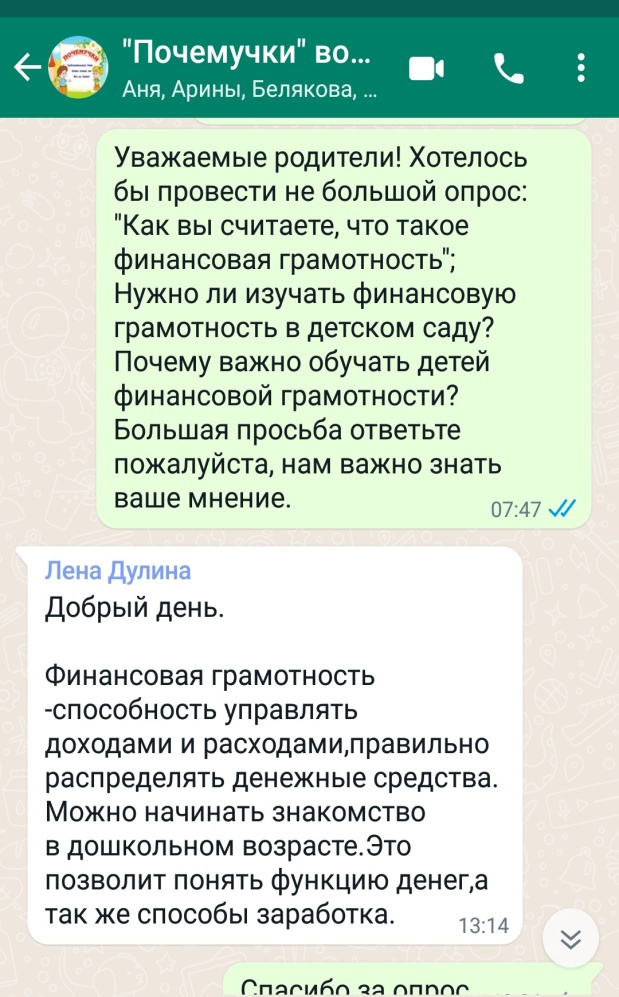 "Почемучки" во...
Аня, Арины, Белякова, ...
ПОЧЕМУЧКИ
Уважаемые родители! Хотелось
бы провести не большой опрос:
"Как вы считаете, что такое
финансовая грамотность";
Нужно ли изучать финансовую
грамотность в детском саду?
Почему важно обучать детей
финансовой грамотности?
Большая просьба ответьте
пожалуйста, нам важно знать
ваше мнение.
07:47
Лена Дулина
Добрый день.
Финансовая грамотность
-способность управлять
доходами и расходами,правильно
распределять денежные средства.
Можно начинать знакомство
в дошкольном возрасте.Это
позволит понять функцию денег,а
так же способы заработка.
13:14
Спасибо за опрос